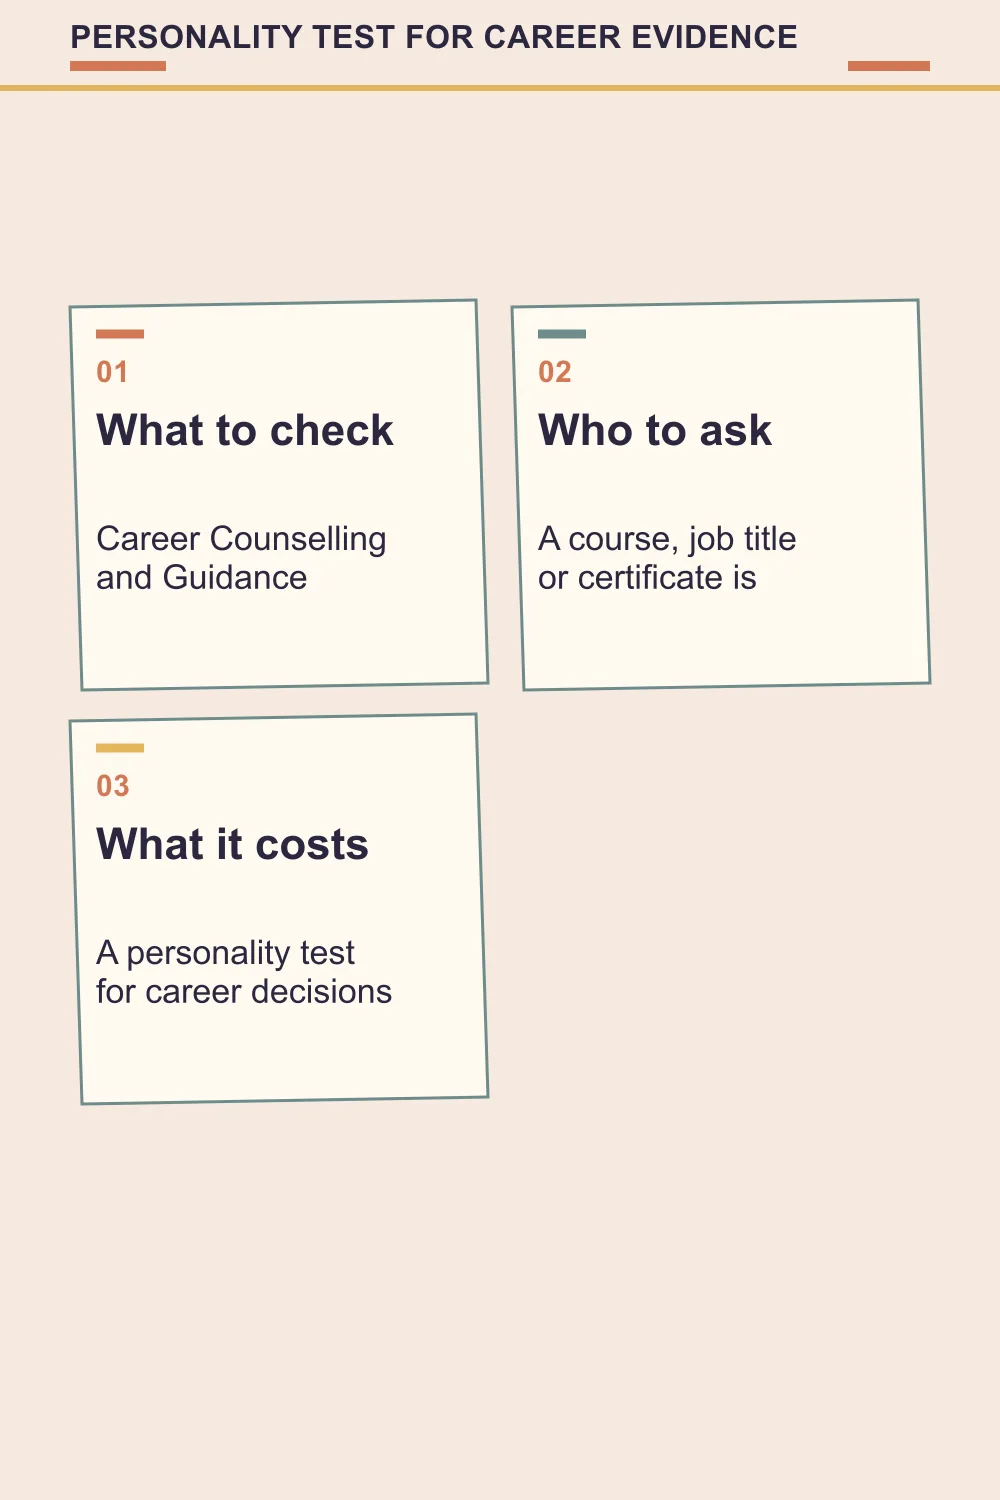 PERSONALITY TEST FOR CAREER EVIDENCE
01
What to check
Career Counselling
and Guidance
02
Who to ask
A course, job title
or certificate is
03
What it costs
A personality test
for career decisions